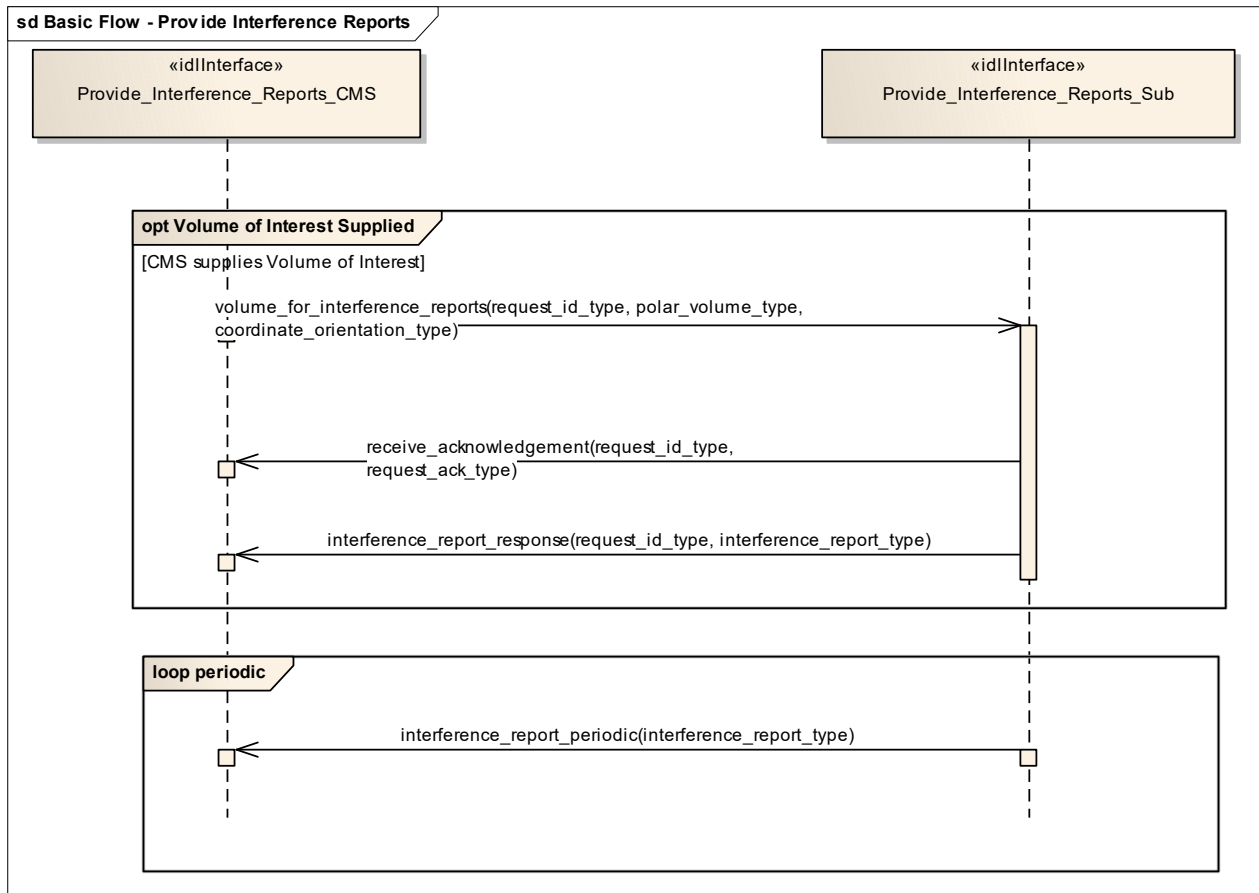 sd Basic Flow - Provide Interference Reports
«idlInterface»
Provide_Interference_Reports_CMS
«idlInterface»
Provide_Interference_Reports_Sub
opt Volume of Interest Supplied
[CMS supplies Volume of Interest]
volume_for_interference_reports(request_id_type, polar_volume_type,
coordinate_orientation_type)
receive_acknowledgement(request_id_type,
request_ack_type)
interference_report_response(request_id_type, interference_report_type)
loop periodic
interference_report_periodic(interference_report_type)